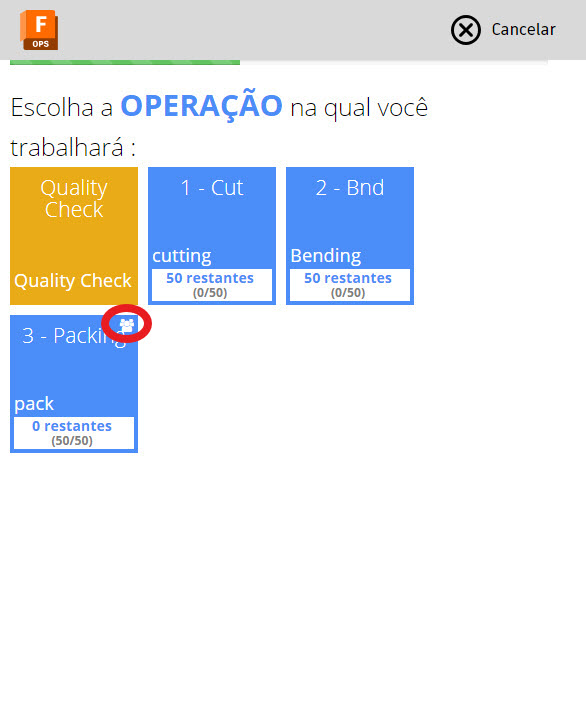 F
OPS
Cancelar
Escolha a OPERAÇÃO na qual você
trabalhará :
Quality
Check
Quality Check
1 - Cut
cutting
50 restantes
(0/50)
2 - Bnd
Bending
50 restantes
(0/50)
3 - Packing
pack
0 restantes
(50/50)